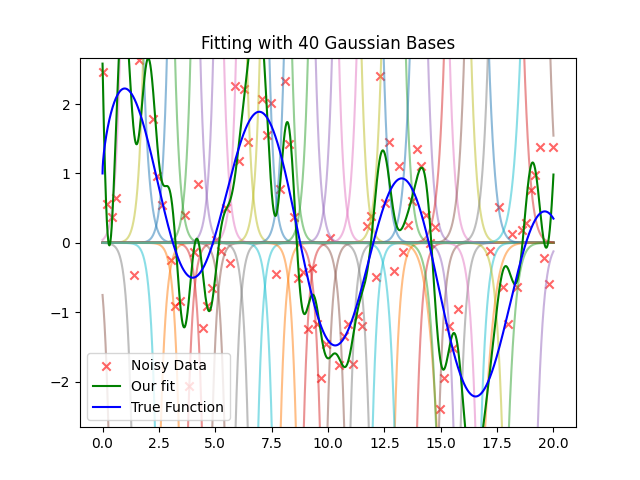 Fitting with 40 Gaussian Bases
2
1
0
−1
−2
Noisy Data
Our fit
True Function
0.0 2.5 5.0 7.5 10.0 12.5 15.0 17.5 20.0